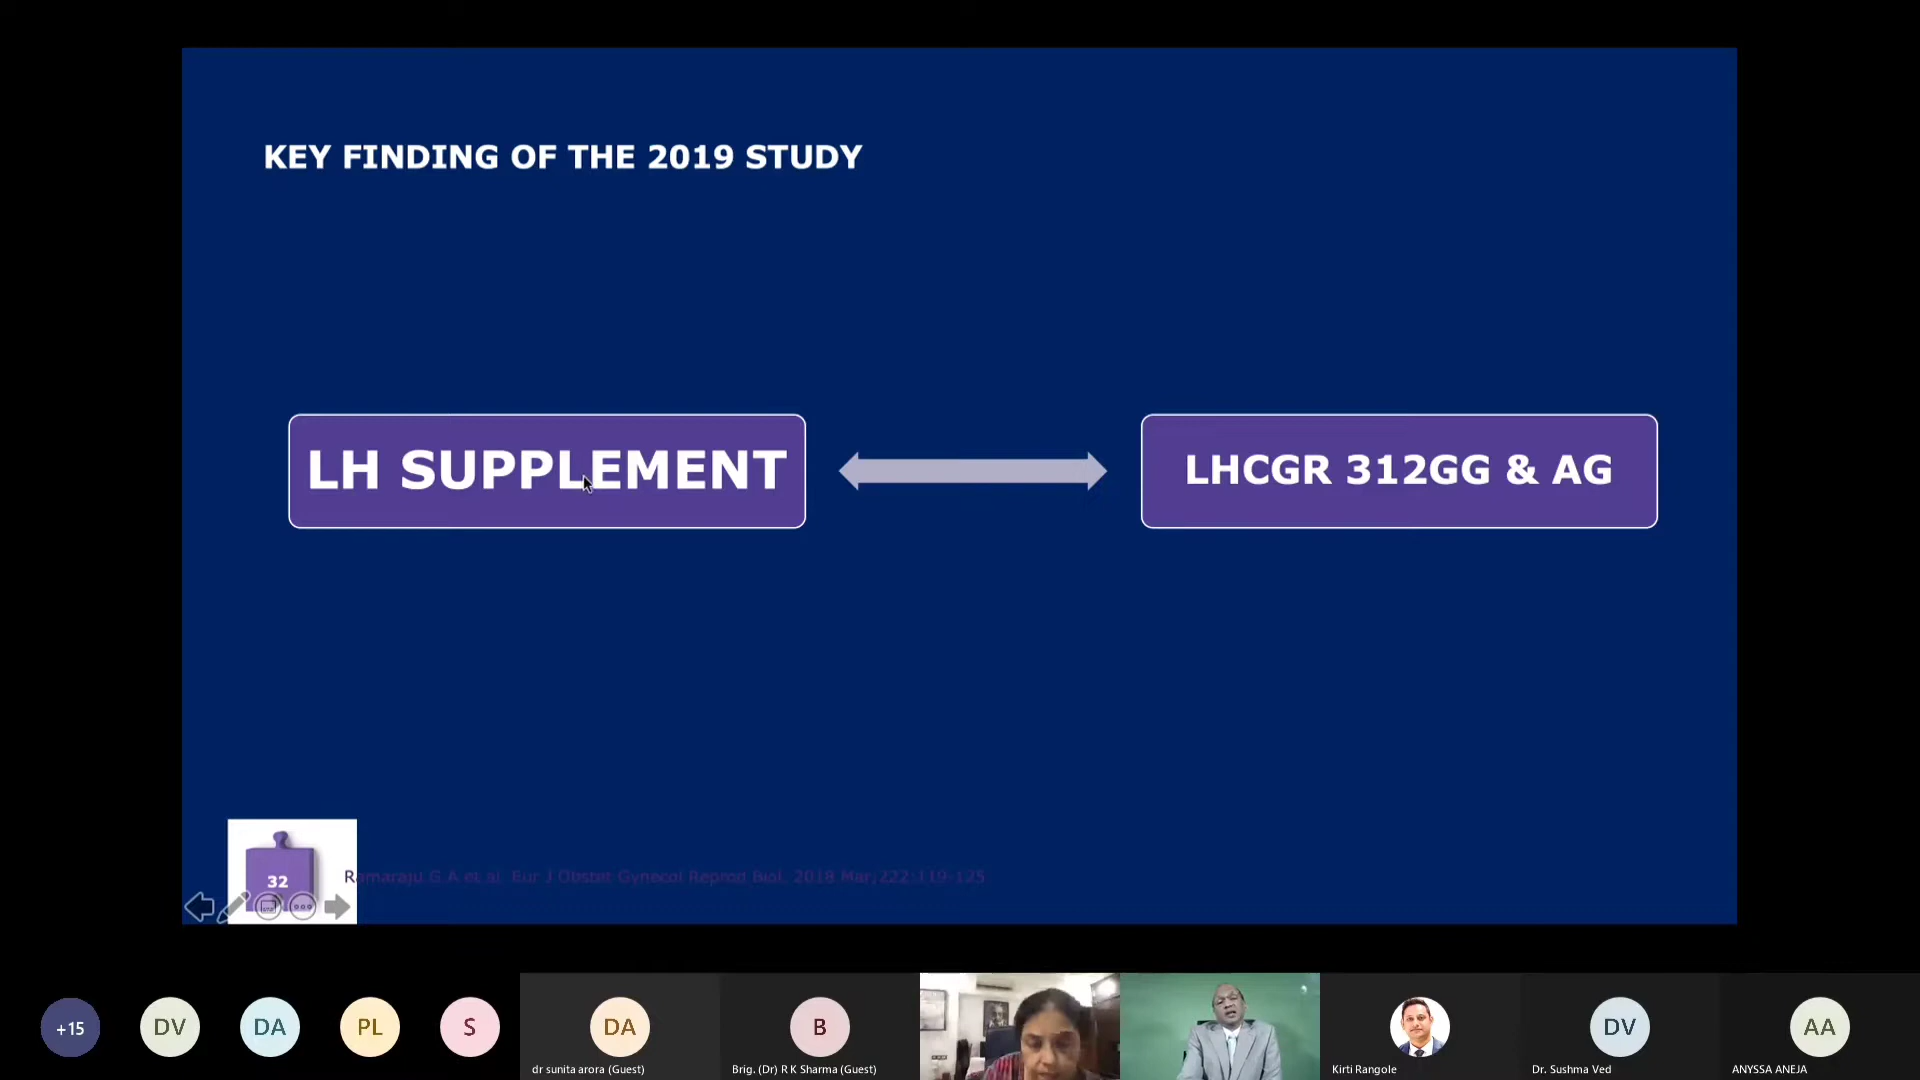 KEY FINDING OF THE 2019 STUDY
LH SUPPLEMENT
LHCGR 312GG & AG
32
Ramaraju G A et al. Eur J Obstet Gynecol Reprod Biol. 2018 Mar;222:119-125
+15
DV
DA
PL
S
DA
B
DV
AA
dr sunita arora (Guest)
Brig. (Dr) R K Sharma (Guest)
Kirti Rangole
Dr. Sushma Ved
ANYSSA ANEJA